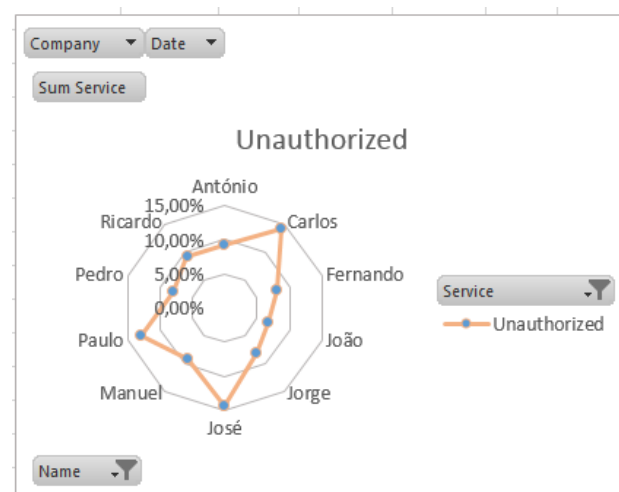 Company
Date
Sum Service
Unauthorized
António
15,00%
Ricardo
Carlos
10,00%
Pedro
5,00%
Fernando
0,00%
Service
Unauthorized
Paulo
João
Manuel
Jorge
José
Name